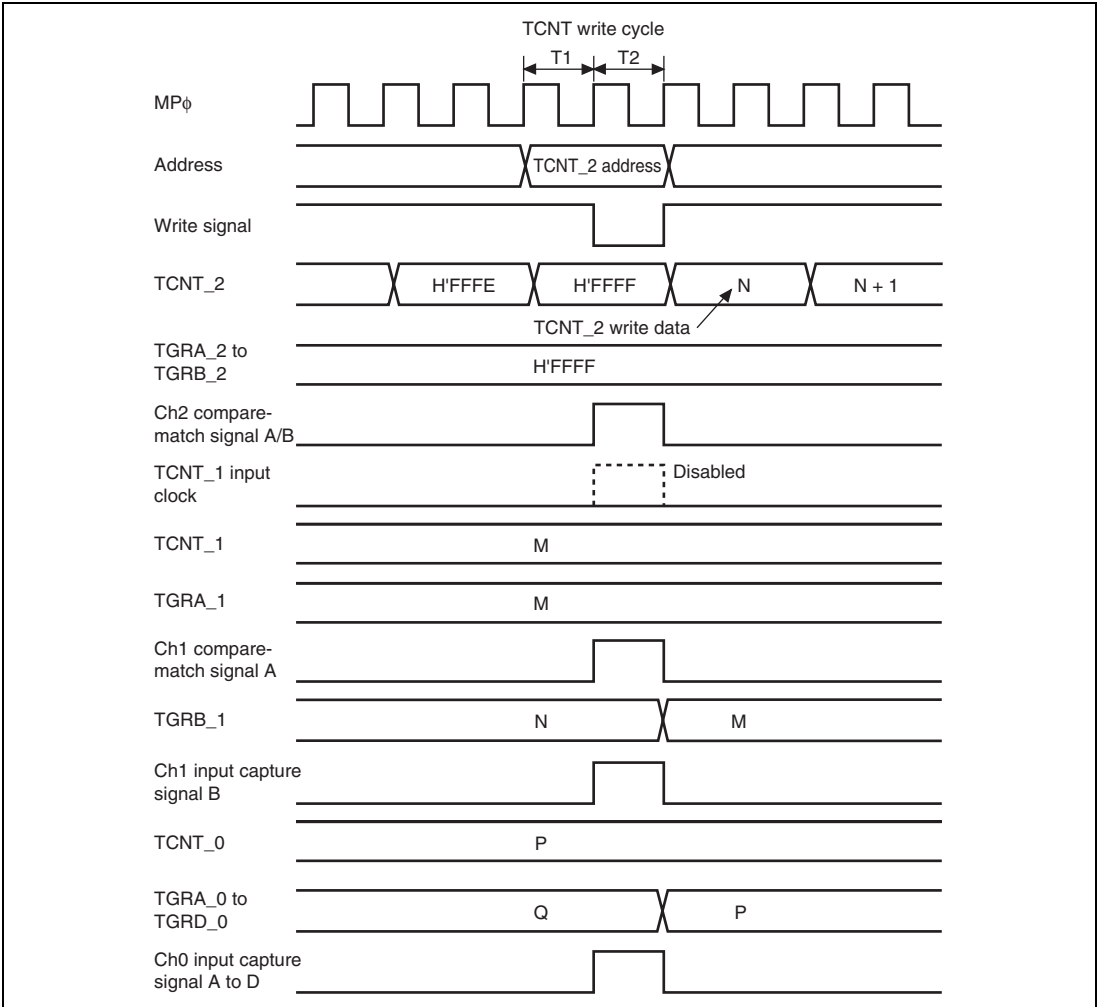 TCNT write cycle
T1 T2
MPϕ
Address TCNT_2 address
Write signal
TCNT_2 H'FFFE H'FFFF N N + 1
TCNT_2 write data
TGRA_2 to
TGRB_2
H'FFFF
Ch2 compare-
match signal A/B
TCNT_1 input
clock
Disabled
TCNT_1 M
TGRA_1 M
Ch1 compare-
match signal A
TGRB_1 N M
Ch1 input capture
signal B
TCNT_0 P
TGRA_0 to
TGRD_0
Q P
Ch0 input capture
signal A to D